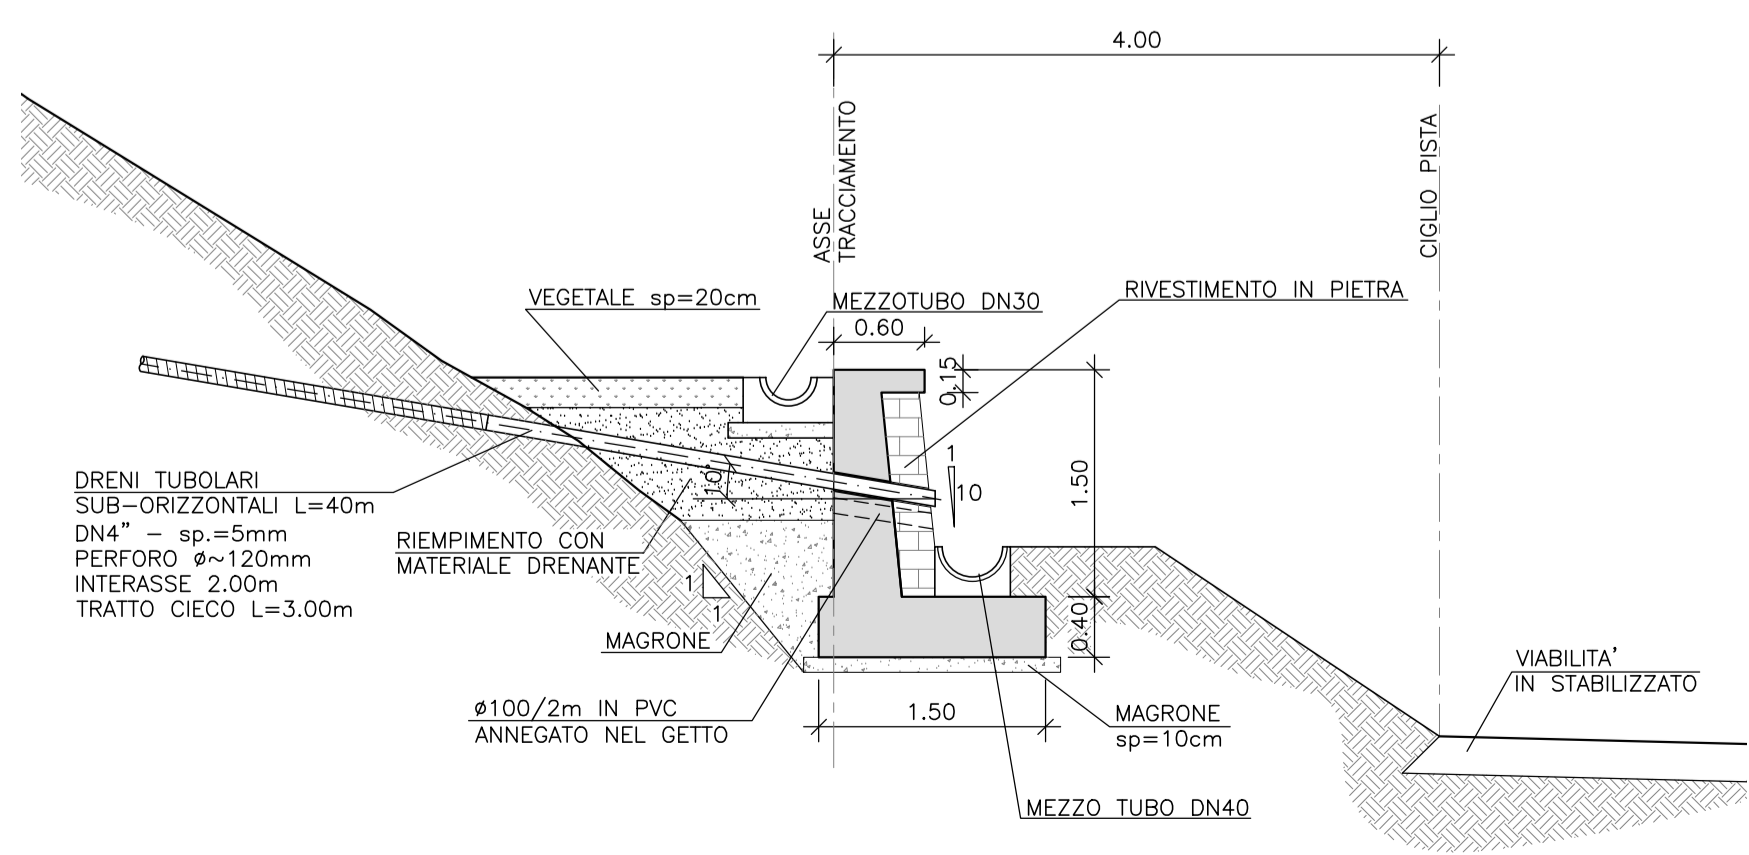 4.00
ASSE
TRACCIAMENTO
CIGLIO PISTA
VEGETALE sp=20cm
MEZZOTUBO DN30
RIVESTIMENTO IN PIETRA
0.60
0.15
1
10
1.50
10°
DRENI TUBOLARI
SUB-ORIZZONTALI L=40m
DN4" - sp.=5mm
PERFORO ø~120mm
INTERASSE 2.00m
TRATTO CIECO L=3.00m
RIEMPIMENTO CON
MATERIALE DRENANTE
1
1
MAGRONE
0.40
ø100/2m IN PVC
ANNEGATO NEL GETTO
1.50
MAGRONE
sp=10cm
VIABILITA'
IN STABILIZZATO
MEZZO TUBO DN40